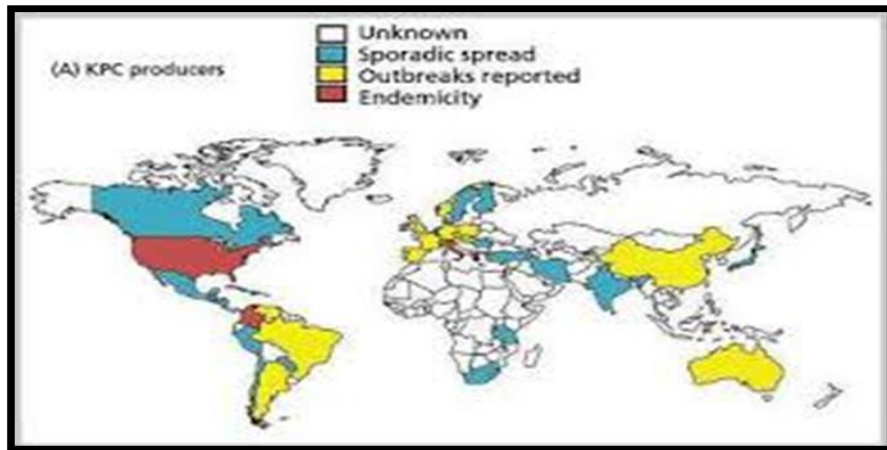 Unknown
Sporadic spread
(A) KPC producers
Outbreaks reported
Endemicity